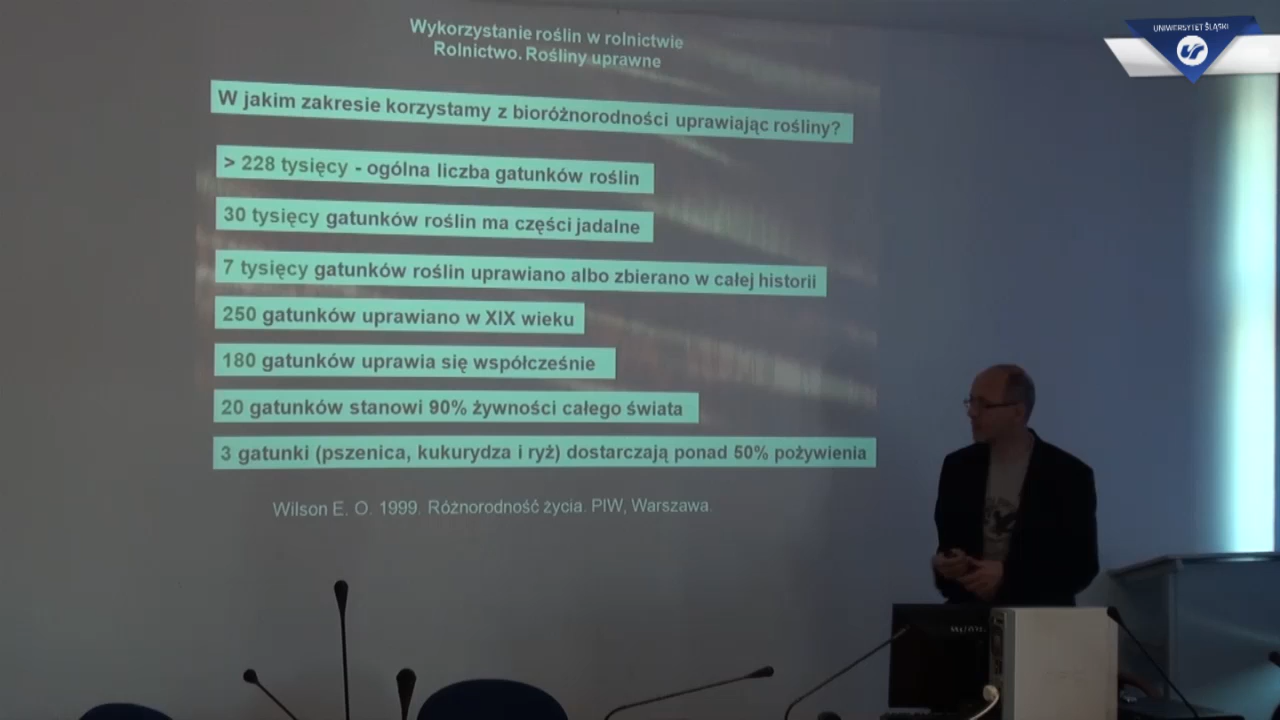 UNIWERSYTET ŚLĄSKI
Wykorzystanie roślin w rolnictwie
Rolnictwo. Rośliny uprawne
W jakim zakresie korzystamy z bioróżnorodności uprawiając rośliny?
> 228 tysięcy - ogólna liczba gatunków roślin
30 tysięcy gatunków roślin ma części jadalne
7 tysięcy gatunków roślin uprawiano albo zbierano w całej historii
250 gatunków uprawiano w XIX wieku
180 gatunków uprawia się współcześnie
20 gatunków stanowi 90% żywności całego świata
3 gatunki (pszenica, kukurydza i ryż) dostarczają ponad 50% pożywienia
Wilson E. O. 1999. Różnorodność życia. PIW, Warszawa.